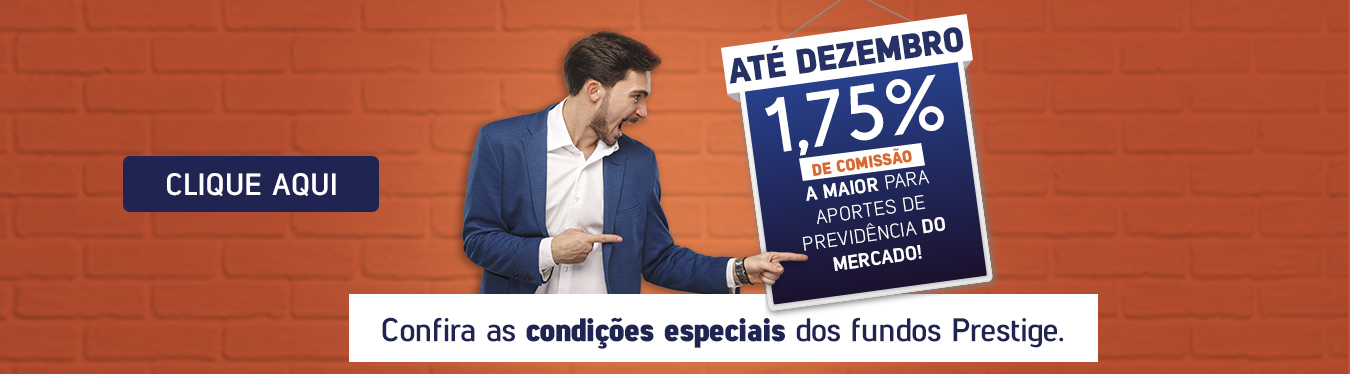 CLIQUE AQUI
ATÉ DEZEMBRO
1,75%
DE COMISSÃO
A MAIOR PARA
APORTES DE
PREVIDÊNCIA DO
MERCADO!
Confira as condições especiais dos fundos Prestige.